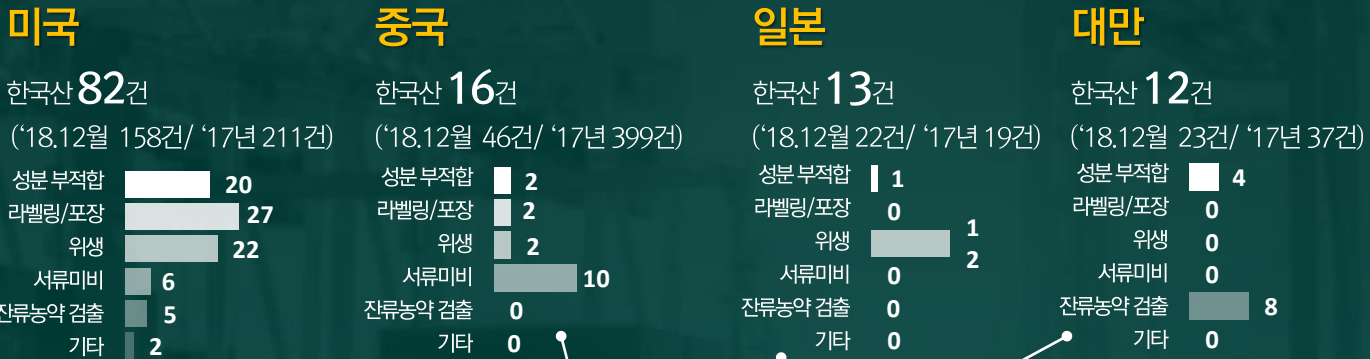 미국
한국산 82건
(‘18.12월 158건/ ‘17년 211건)
성분 부적합 20
라벨링/포장 27
위생 22
서류미비 6
잔류농약 검출 5
기타 2
중국
한국산 16건
(‘18.12월 46건/ ‘17년 399건)
성분 부적합 2
라벨링/포장 2
위생 2
서류미비 10
잔류농약 검출 0
기타 0
일본
한국산 13건
(‘18.12월 22건/ ‘17년 19건)
성분 부적합 1
라벨링/포장 0
위생 1
2
서류미비 0
잔류농약 검출 0
기타 0
대만
한국산 12건
(‘18.12월 23건/ ‘17년 37건)
성분 부적합 4
라벨링/포장 0
위생 0
서류미비 0
잔류농약 검출 8
기타 0